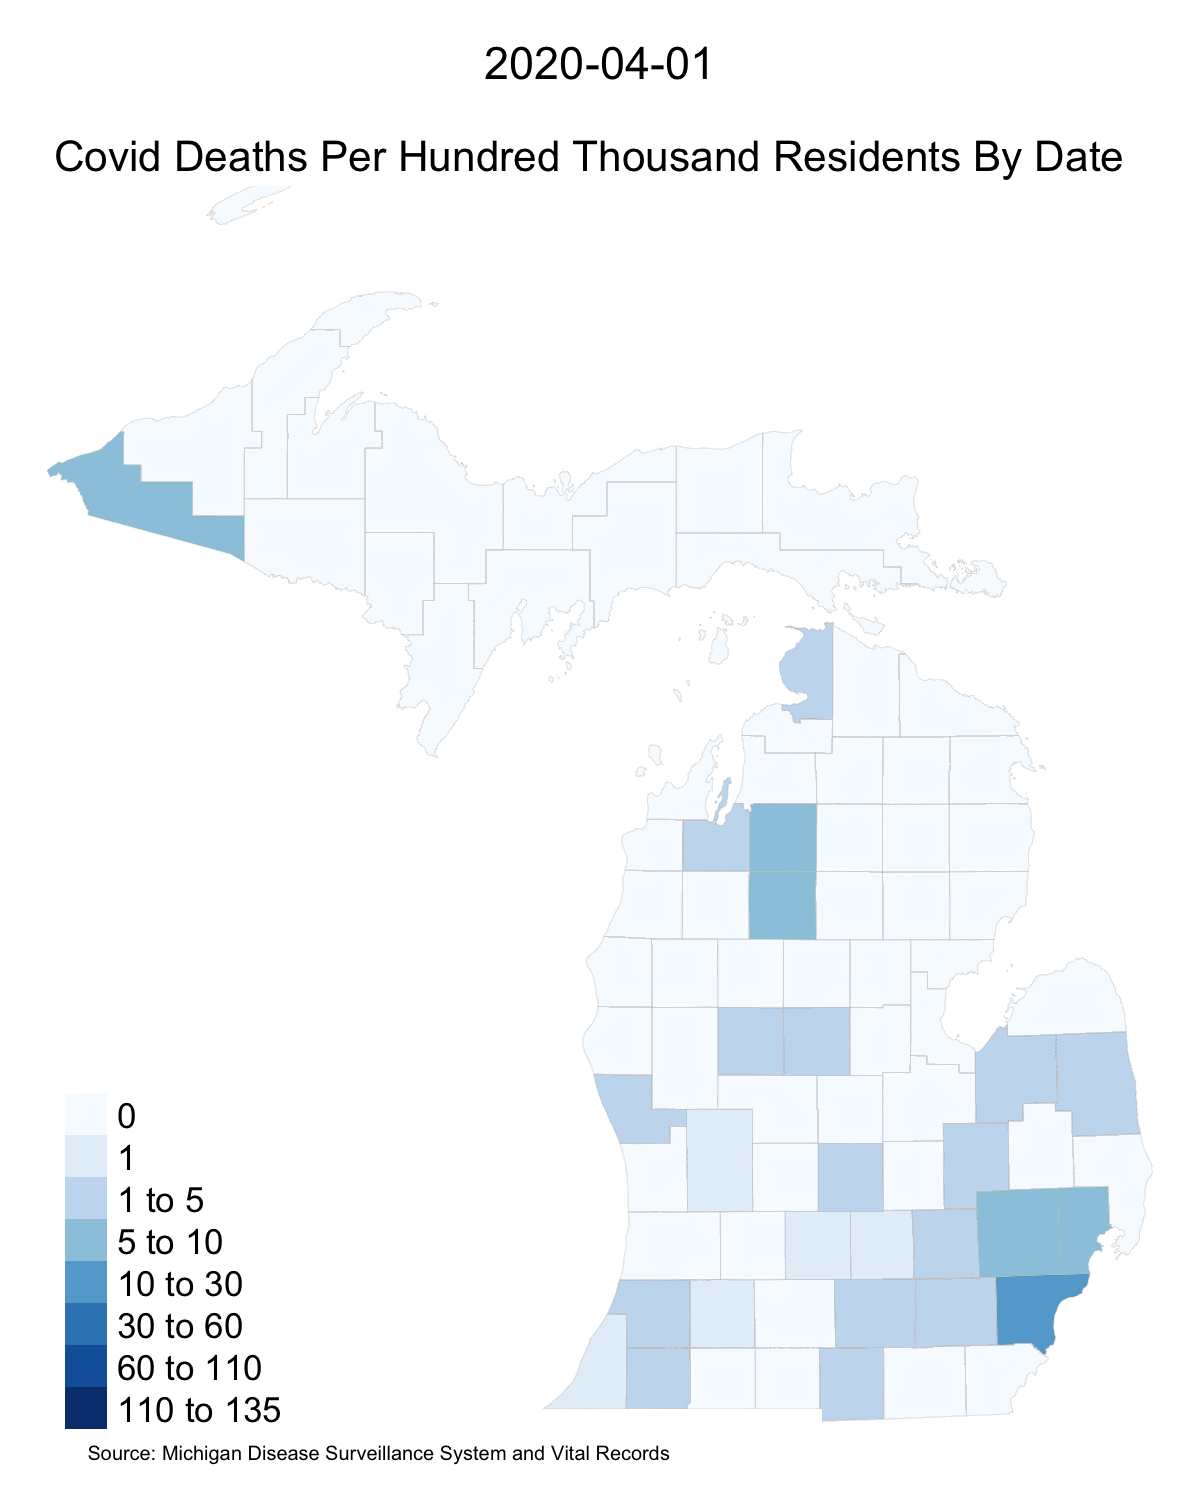 2020-04-01
Covid Deaths Per Hundred Thousand Residents By Date
0
1
1 to 5
5 to 10
10 to 30
30 to 60
60 to 110
110 to 135
Source: Michigan Disease Surveillance System and Vital Records